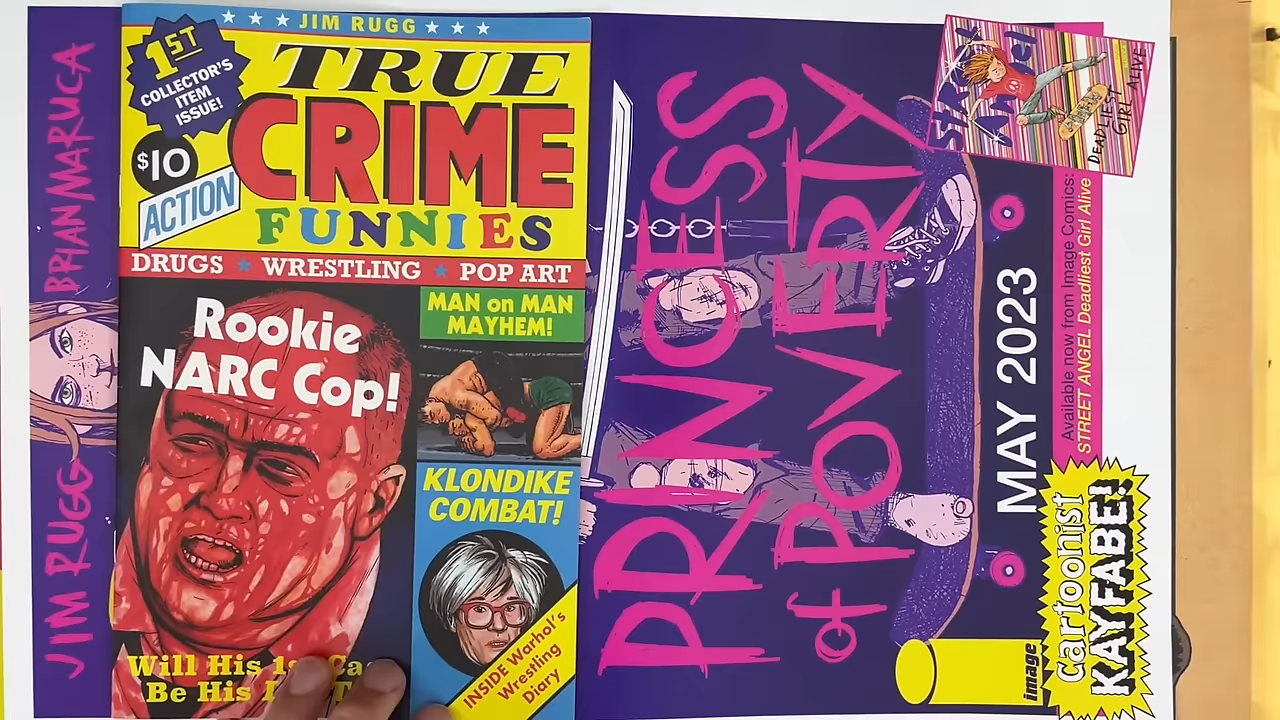 ★ ★ ★ ★ JIM RUGG ★ ★ ★
1ST
COLLECTOR'S
ITEM
ISSUE!
TRUE
CRIME
FUNNIES
$10
ACTION
DRUGS ★ WRESTLING ★ POP ART
Rookie
NARC Cop!
MAN on MAN
MAYHEM!
KLONDIKE
COMBAT!
INSIDE Warhol's
Wrestling
Diary
Will His
Be His
JIM RUGG BRIAN MARUCA
PRINCESS
of POVERTY
MAY 2023
Available now from Image Comics:
STREET ANGEL Deadliest Girl Alive
DEADLIEST
GIRL ALIVE
image
Cartoonist
KAYFABE!